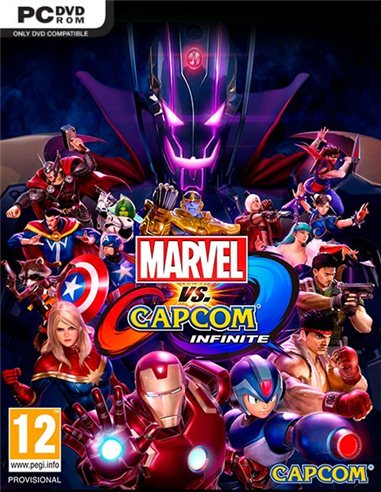 PC DVD
ROM
ONLY DVD COMPATIBLE
MARVEL
VS.
CAPCOM®
INFINITE
12
www.pegi.info
PROVISIONAL
CAPCOM®